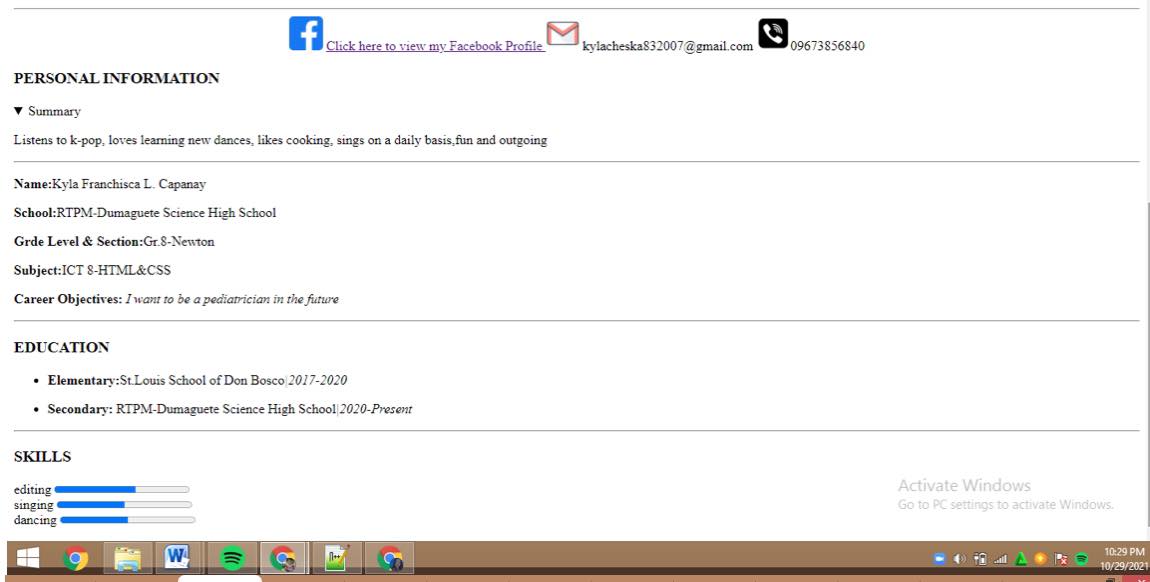 Click here to view my Facebook Profile kylacheska832007@gmail.com 09673856840
PERSONAL INFORMATION
▼ Summary
Listens to k-pop, loves learning new dances, likes cooking, sings on a daily basis,fun and outgoing
Name:Kyla Franchisca L. Capanay
School:RTPM-Dumaguete Science High School
Grde Level & Section:Gr.8-Newton
Subject:ICT 8-HTML&CSS
Career Objectives: I want to be a pediatrician in the future
EDUCATION
• Elementary:St.Louis School of Don Bosco|2017-2020
• Secondary: RTPM-Dumaguete Science High School|2020-Present
SKILLS
editing
singing
dancing
Activate Windows
Go to PC settings to activate Windows.
10:29 PM
10/29/2021